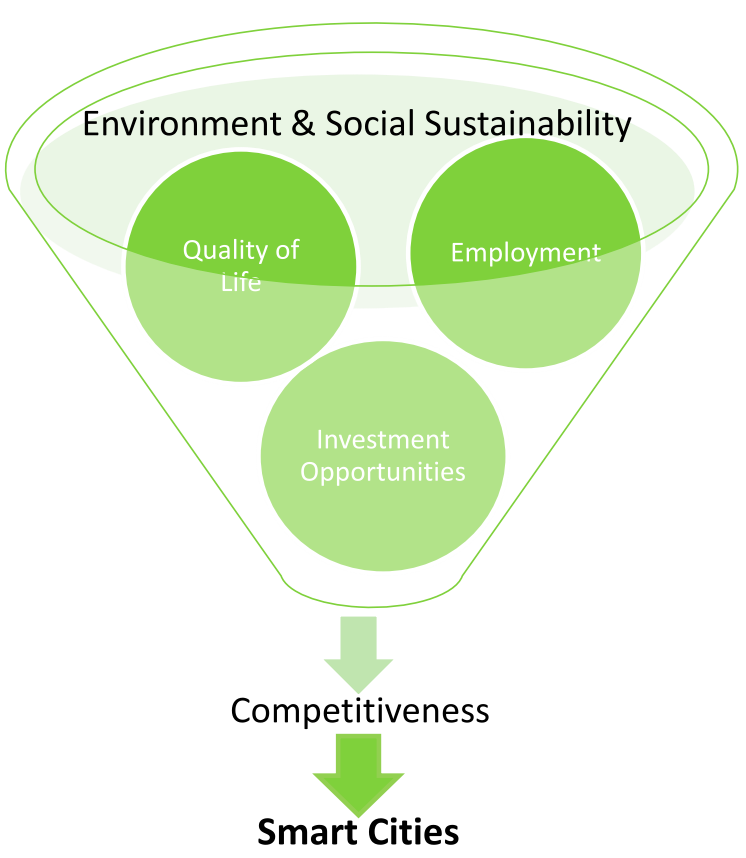 Environment & Social Sustainability
Quality of
Life
Employment
Investment
Opportunities
Competitiveness
Smart Cities